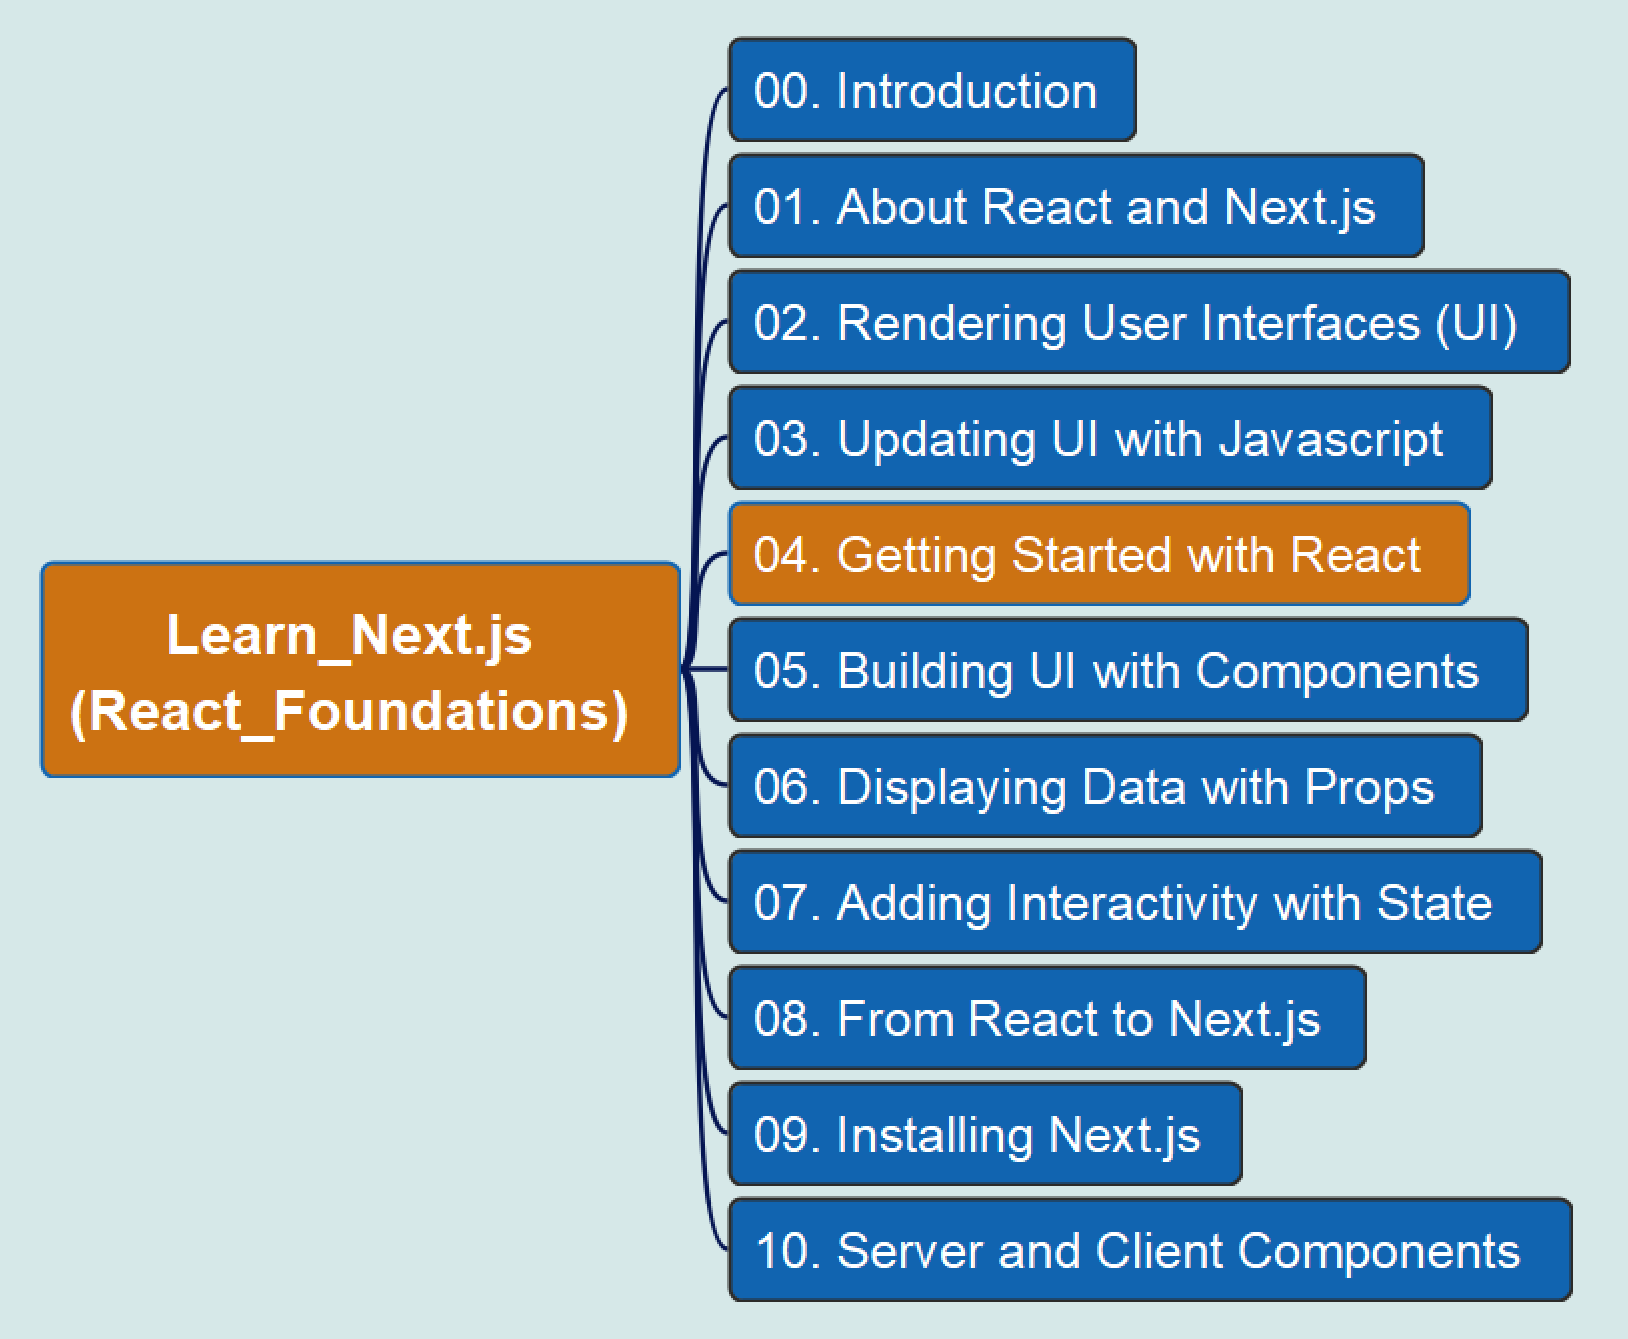 Learn_Next.js
(React_Foundations)
00. Introduction
01. About React and Next.js
02. Rendering User Interfaces (UI)
03. Updating UI with Javascript
04. Getting Started with React
05. Building UI with Components
06. Displaying Data with Props
07. Adding Interactivity with State
08. From React to Next.js
09. Installing Next.js
10. Server and Client Components